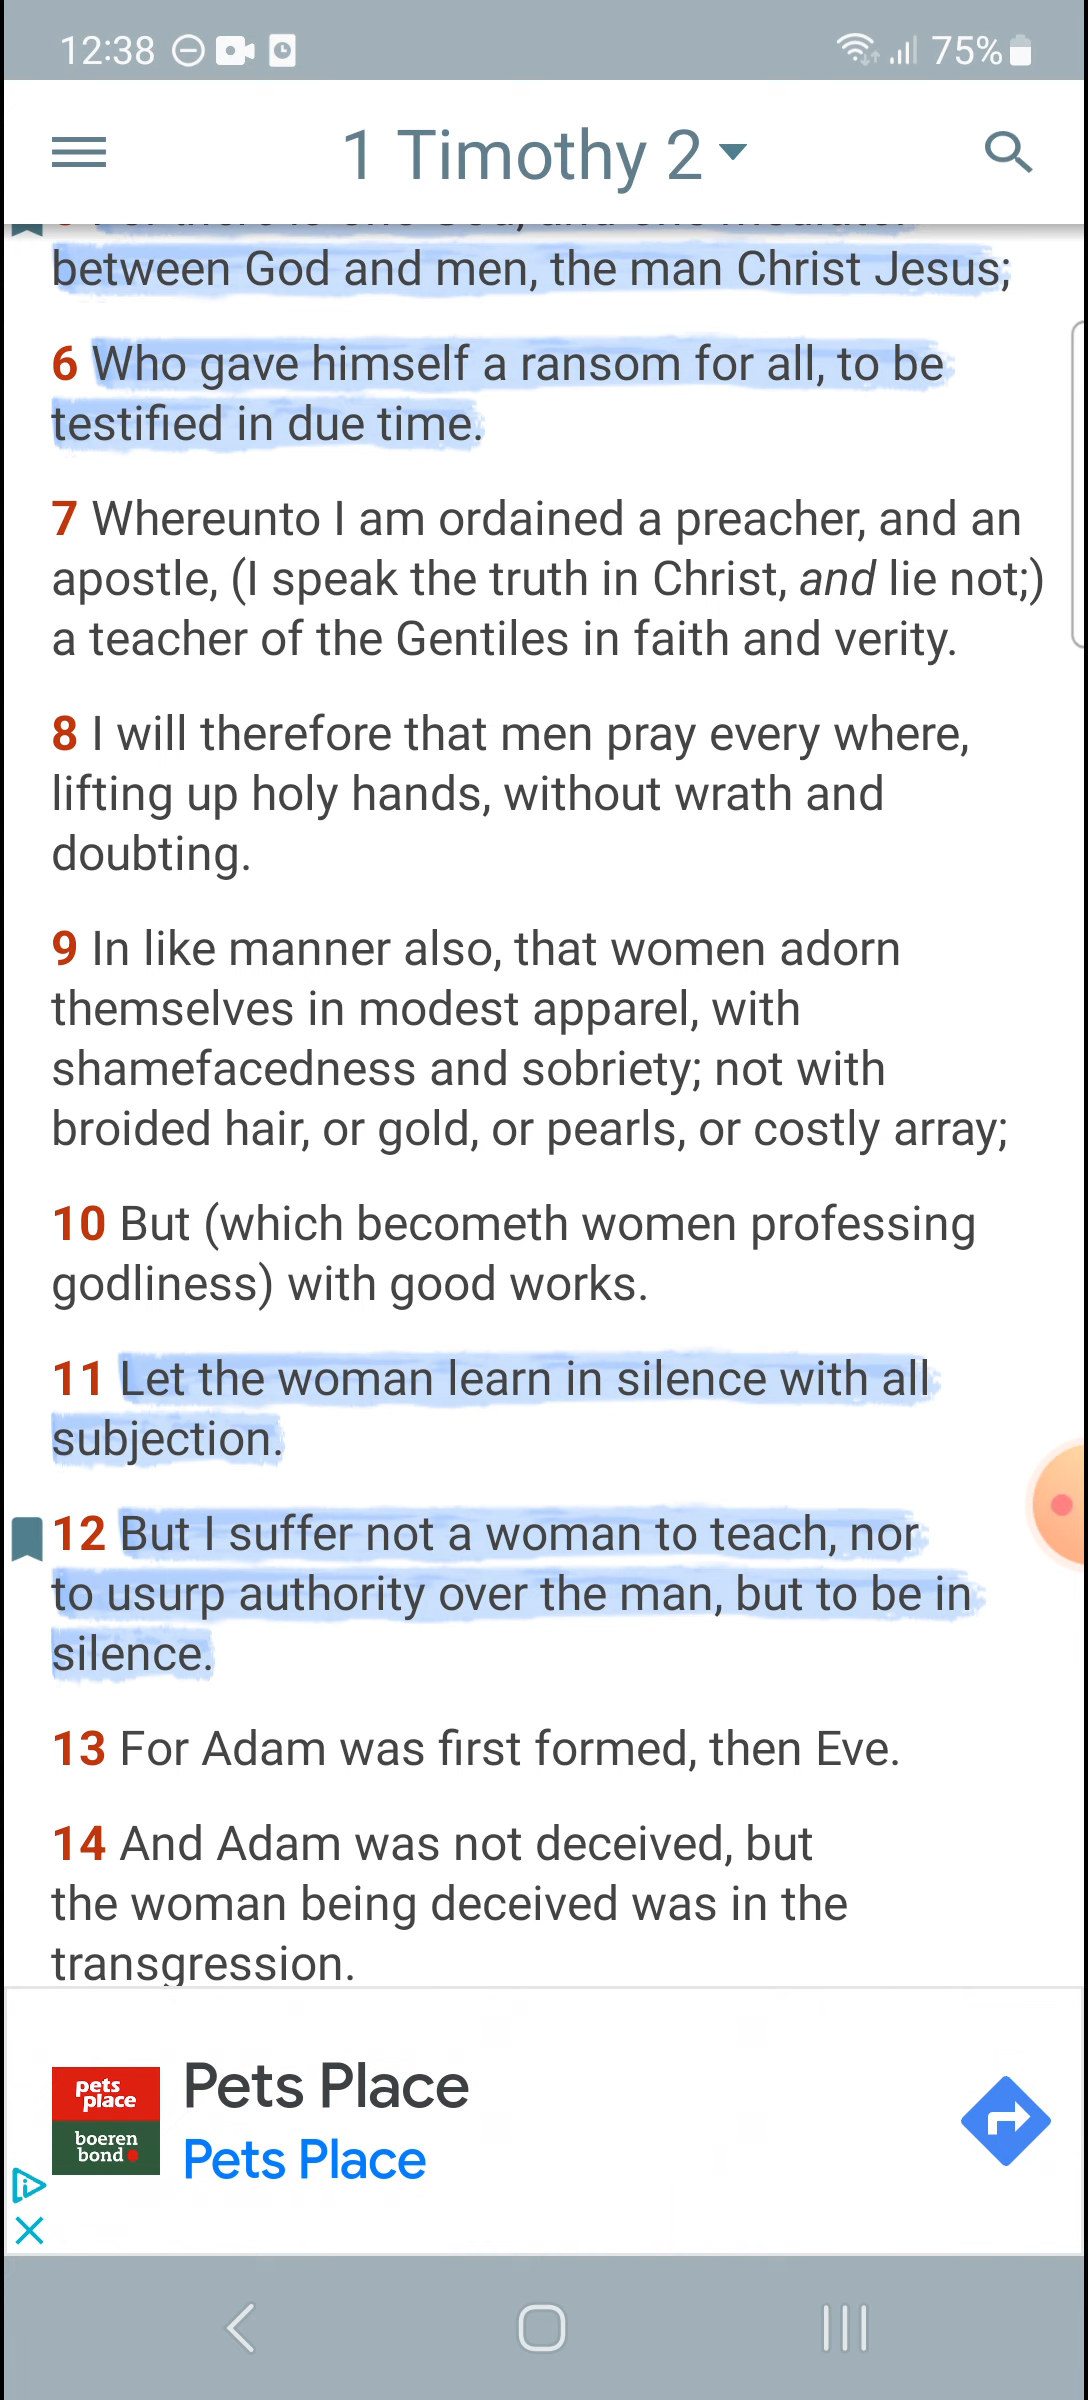 12:38 75%
1 Timothy 2
between God and men, the man Christ Jesus;
6 Who gave himself a ransom for all, to be
testified in due time.
7 Whereunto I am ordained a preacher, and an
apostle, (I speak the truth in Christ, and lie not;)
a teacher of the Gentiles in faith and verity.
8 I will therefore that men pray every where,
lifting up holy hands, without wrath and
doubting.
9 In like manner also, that women adorn
themselves in modest apparel, with
shamefacedness and sobriety; not with
broided hair, or gold, or pearls, or costly array;
10 But (which becometh women professing
godliness) with good works.
11 Let the woman learn in silence with all
subjection.
12 But I suffer not a woman to teach, nor
to usurp authority over the man, but to be in
silence.
13 For Adam was first formed, then Eve.
14 And Adam was not deceived, but
the woman being deceived was in the
transgression.
pets
place
boeren
bond
Pets Place
Pets Place